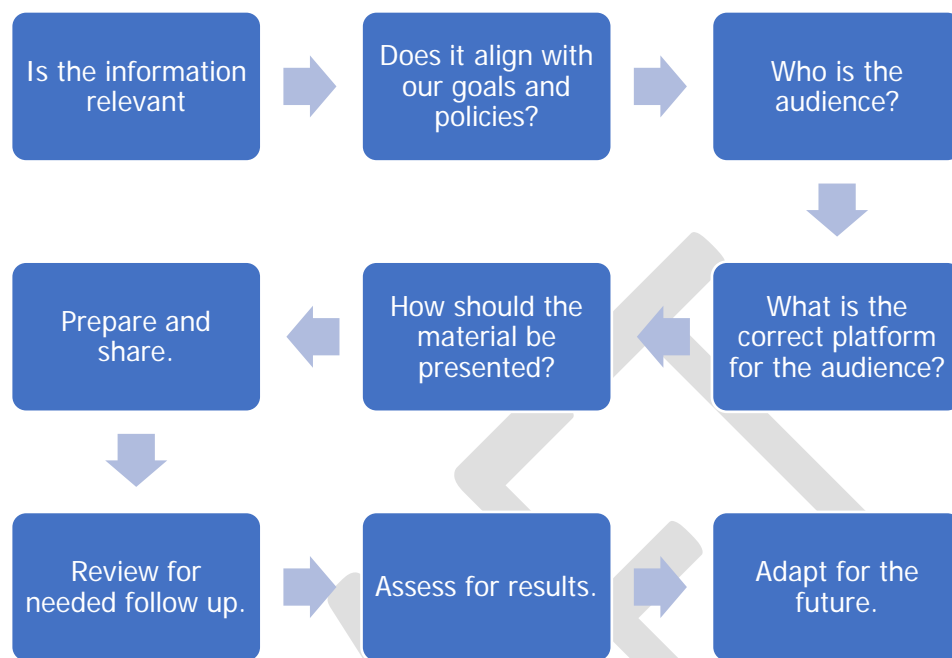 Is the information
relevant
Does it align with
our goals and
policies?
Who is the
audience?
What is the
correct platform
for the audience?
How should the
material be
presented?
Prepare and
share.
Review for
needed follow up.
Assess for results.
Adapt for the
future.